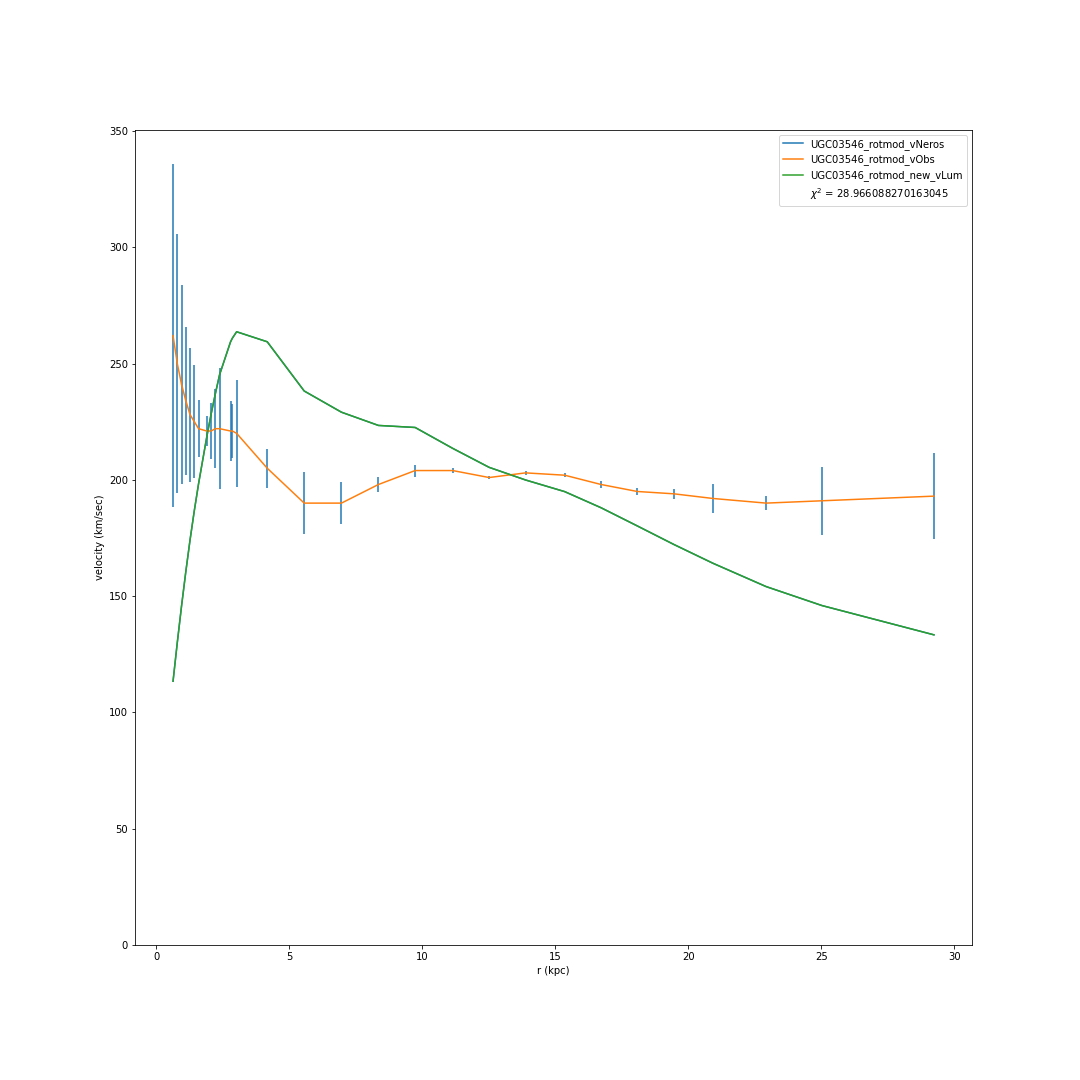 350
300
250
200
150
100
50
0
velocity (km/sec)
0 5 10 15 20 25 30
r (kpc)
UGC03546_rotmod_vNeros
UGC03546_rotmod_vObs
UGC03546_rotmod_new_vLum
χ² = 28.966088270163045